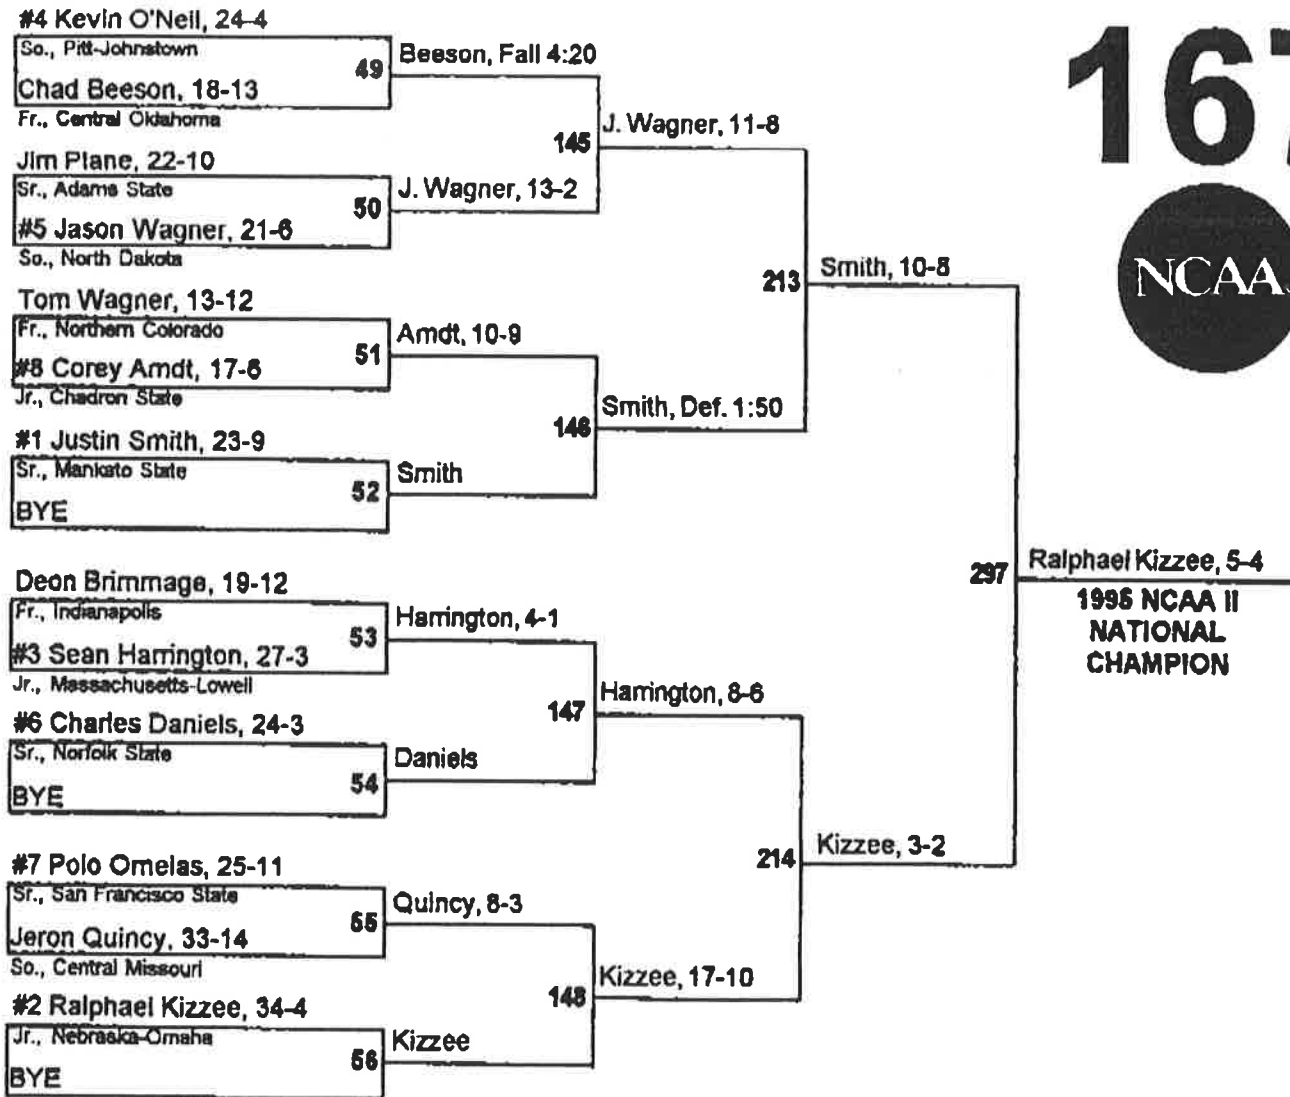 #4 Kevin O'Neil, 24-4
So., Pitt-Johnstown
49
Beeson, Fall 4:20
Chad Beeson, 18-13
Fr., Central Oklahoma
145
J. Wagner, 11-8
Jim Plane, 22-10
Sr., Adams State
50
J. Wagner, 13-2
#5 Jason Wagner, 21-6
So., North Dakota
213
Smith, 10-8
Tom Wagner, 13-12
Fr., Northern Colorado
51
Arndt, 10-9
#8 Corey Arndt, 17-6
Jr., Chadron State
146
Smith, Def. 1:50
#1 Justin Smith, 23-9
Sr., Mankato State
52
Smith
BYE
297
Ralphael Kizzee, 5-4
1995 NCAA II
NATIONAL
CHAMPION
Deon Brimmage, 19-12
Fr., Indianapolis
53
Harrington, 4-1
#3 Sean Harrington, 27-3
Jr., Massachusetts-Lowell
147
Harrington, 8-6
#6 Charles Daniels, 24-3
Sr., Norfolk State
54
Daniels
BYE
214
Kizzee, 3-2
#7 Polo Ornelas, 25-11
Sr., San Francisco State
55
Quincy, 8-3
Jeron Quincy, 33-14
So., Central Missouri
148
Kizzee, 17-10
#2 Ralphael Kizzee, 34-4
Jr., Nebraska-Omaha
56
Kizzee
BYE
167
NCAA